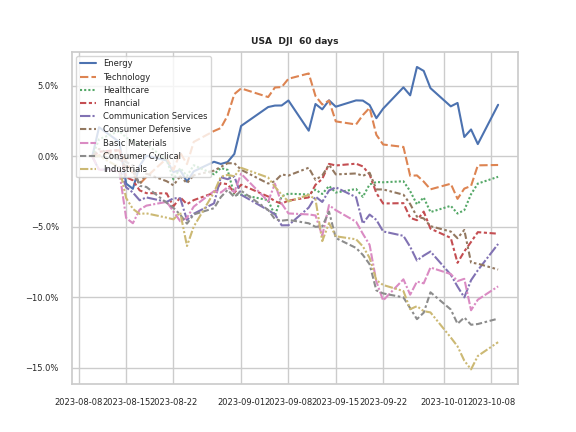 USA DJI 60 days
Energy
Technology
Healthcare
Financial
Communication Services
Consumer Defensive
Basic Materials
Consumer Cyclical
Industrials
5.0%
0.0%
−5.0%
−10.0%
−15.0%
2023-08-08 2023-08-15 2023-08-22 2023-09-01 2023-09-08 2023-09-15 2023-09-22 2023-10-01 2023-10-08